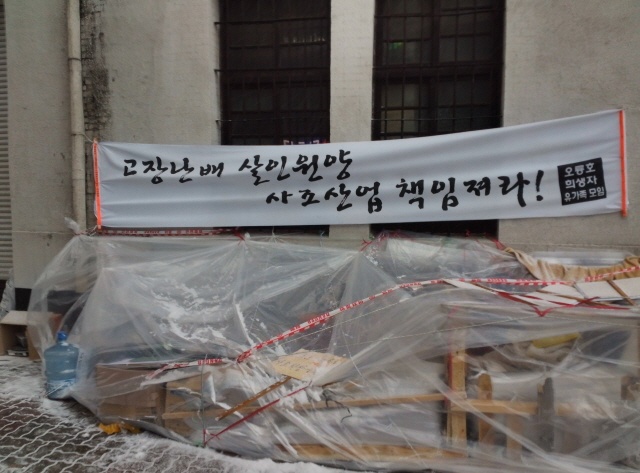 고장난배 살인원양
사조산업 책임져라!
오룡호
희생자
유가족 모임